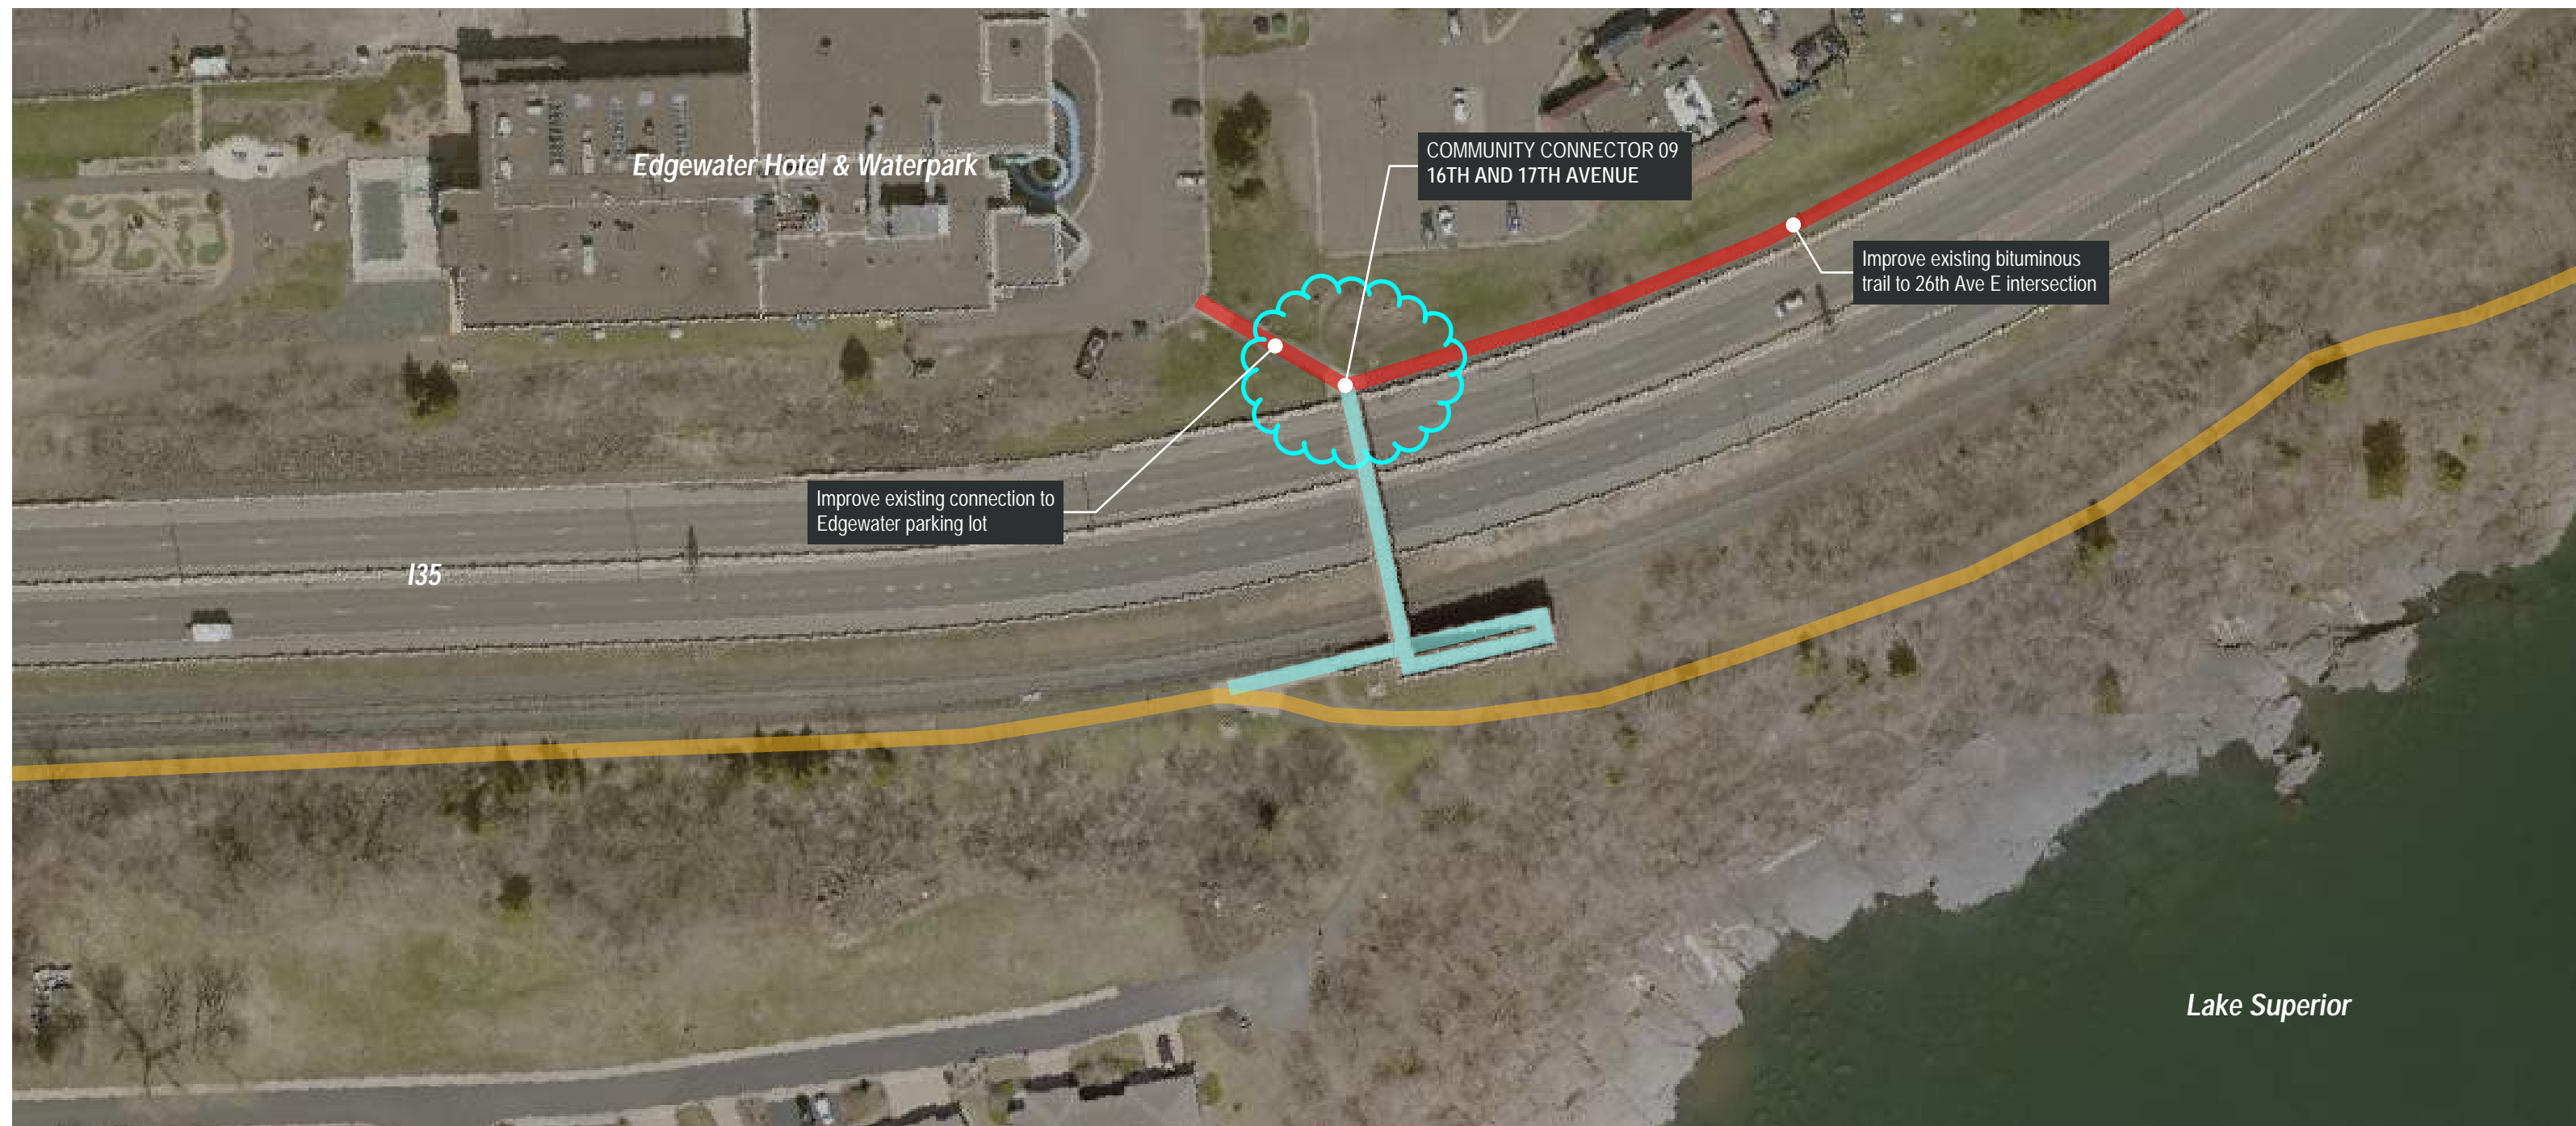 Edgewater Hotel & Waterpark
COMMUNITY CONNECTOR 09
16TH AND 17TH AVENUE
Improve existing bituminous
trail to 26th Ave E intersection
Improve existing connection to
Edgewater parking lot
I35
Lake Superior